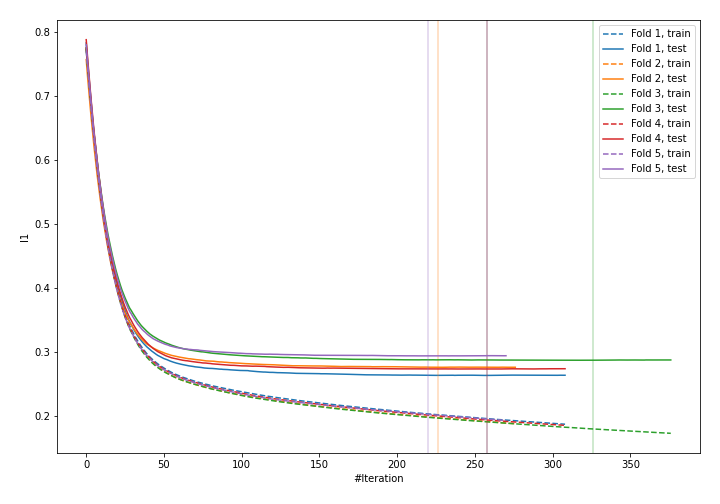 0.8
0.7
0.6
0.5
0.4
0.3
0.2
l1
0 50 100 150 200 250 300 350
#Iteration
Fold 1, train
Fold 1, test
Fold 2, train
Fold 2, test
Fold 3, train
Fold 3, test
Fold 4, train
Fold 4, test
Fold 5, train
Fold 5, test